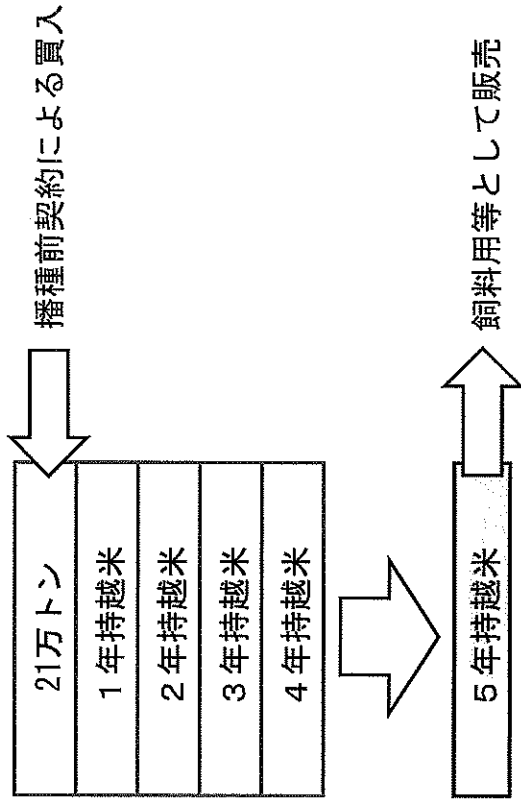 播種前契約による買入
21万トン
１年持越米
２年持越米
３年持越米
４年持越米
５年持越米
飼料用等として販売